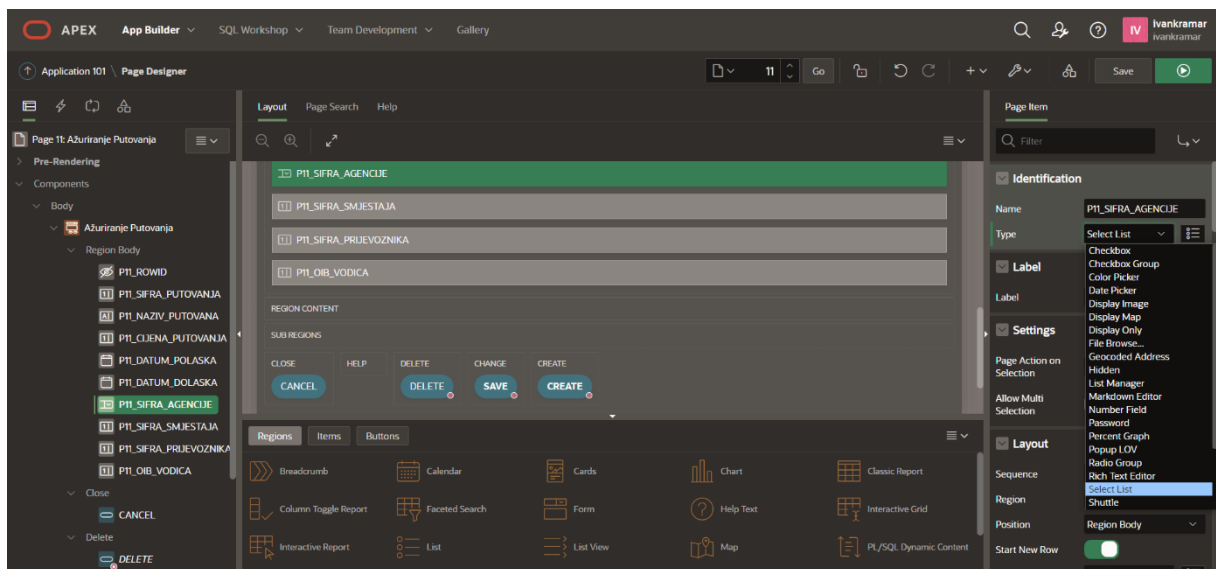 APEX App Builder SQL Workshop Team Development Gallery IV ivankramar
ivankramar
Application 101 \ Page Designer 11 Go Save
Layout Page Search Help
Page Item
Page 11: Ažuriranje Putovanja
Pre-Rendering
Components
Body
Ažuriranje Putovanja
Region Body
P11_ROWID
P11_SIFRA_PUTOVANJA
P11_NAZIV_PUTOVANA
P11_CIJENA_PUTOVANJA
P11_DATUM_POLASKA
P11_DATUM_DOLASKA
P11_SIFRA_AGENCIJE
P11_SIFRA_SMJESTAJA
P11_SIFRA_PRIJEVOZNIKA
P11_OIB_VODICA
Close
CANCEL
Delete
DELETE
P11_SIFRA_AGENCIJE
P11_SIFRA_SMJESTAJA
P11_SIFRA_PRIJEVOZNIKA
P11_OIB_VODICA
REGION CONTENT
SUB REGIONS
CLOSE HELP DELETE CHANGE CREATE
CANCEL DELETE SAVE CREATE
Regions Items Buttons
Breadcrumb Calendar Cards Chart Classic Report
Column Toggle Report Faceted Search Form Help Text Interactive Grid
Interactive Report List List View Map PL/SQL Dynamic Content
Filter
Identification
Name P11_SIFRA_AGENCIJE
Type Select List
Label
Label
Settings
Page Action on
Selection
Allow Multi
Selection
Layout
Sequence
Region
Position Region Body
Start New Row
Checkbox
Checkbox Group
Color Picker
Date Picker
Display Image
Display Map
Display Only
File Browse...
Geocoded Address
Hidden
List Manager
Markdown Editor
Number Field
Password
Percent Graph
Popup LOV
Radio Group
Rich Text Editor
Select List
Shuttle